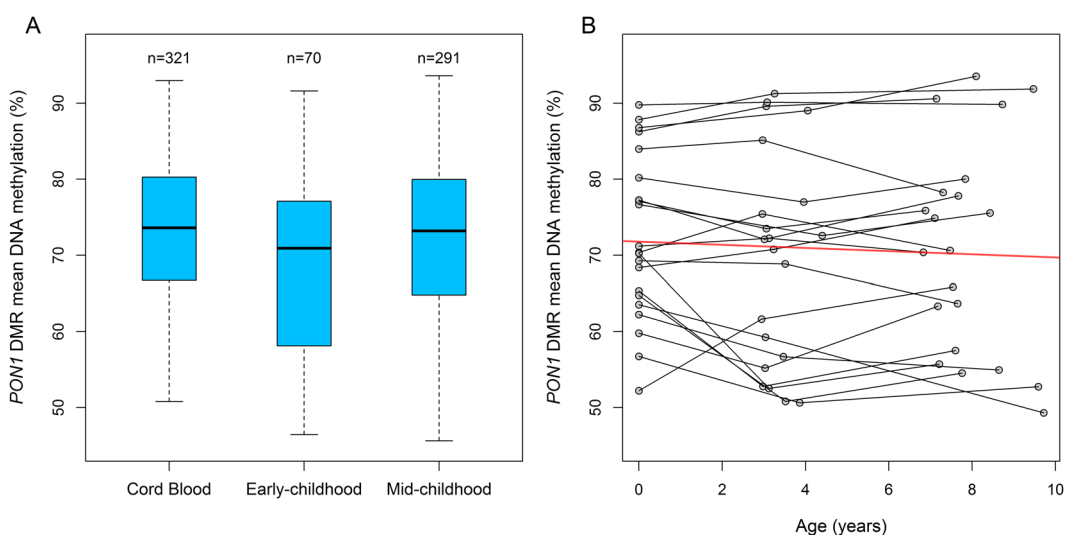 A
n=321
n=70
n=291
PON1 DMR mean DNA methylation (%)
90
80
70
60
50
Cord Blood
Early-childhood
Mid-childhood
B
PON1 DMR mean DNA methylation (%)
90
80
70
60
50
0
2
4
6
8
10
Age (years)